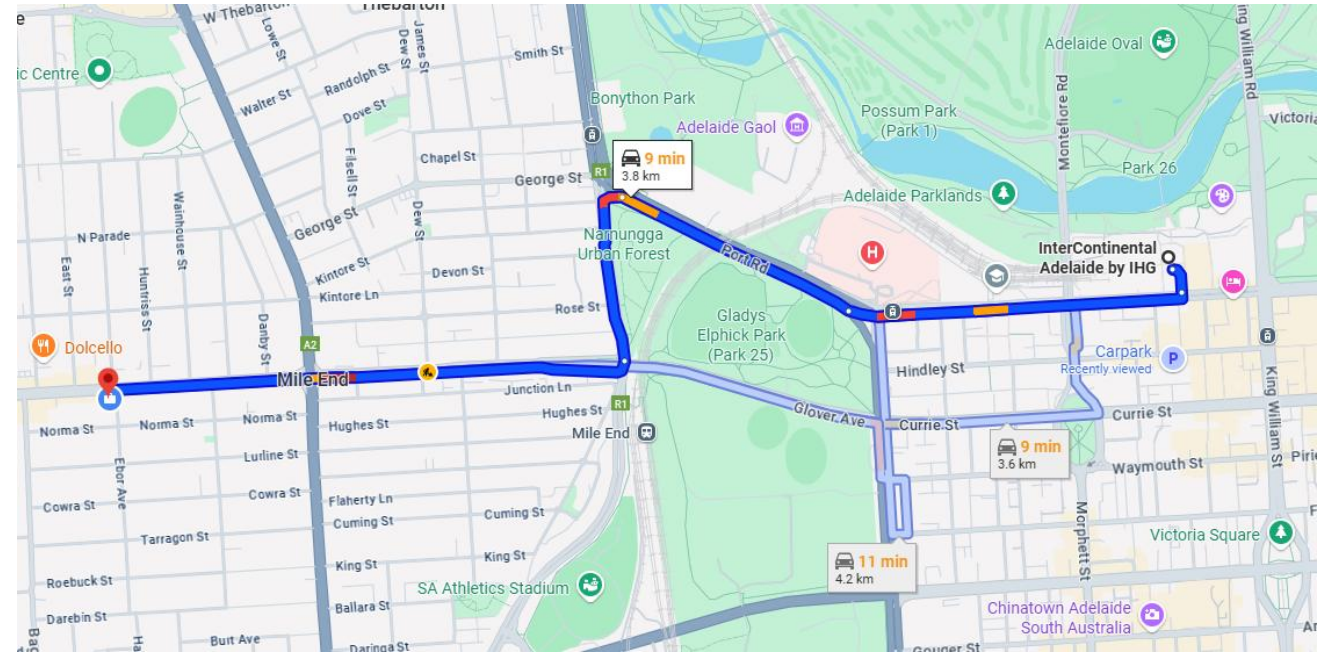 Thebarton
W Thebarton
e
ic Centre
Lowe St
James St
Dew St
Smith St
Randolph St
Walter St
Dove St
Filsell St
Chapel St
George St
George St
Dew St
Bonython Park
Adelaide Gaol
Possum Park
(Park 1)
Adelaide Oval
Montefiore Rd
King William Rd
Victoria
Park 26
Adelaide Parklands
R1
9 min
3.8 km
N Parade
Wainhouse St
East St
Huntriss St
Danby St
Kintore St
Kintore Ln
Devon St
Rose St
Namungga
Urban Forest
Port Rd
H
InterContinental
Adelaide by IHG
Gladys
Elphick Park
(Park 25)
Dolcello
A2
Mile End
Junction Ln
Hindley St
Carpark
Recently viewed
P
Norma St
Norma St
Norma St
Hughes St
Hughes St
R1
Mile End
Glover Ave
Currie St
Currie St
9 min
3.6 km
Lurline St
Ebor Ave
Cowra St
Cowra St
Flaherty Ln
Cuming St
Cuming St
Waymouth St
King William St
Pirie
Tarragon St
King St
King St
Morphett St
Victoria Square
F
11 min
4.2 km
Roebuck St
SA Athletics Stadium
Darebin St
Ballara St
Chinatown Adelaide
South Australia
Ba
Ha
Burt Ave
Daringa St
Gouger St